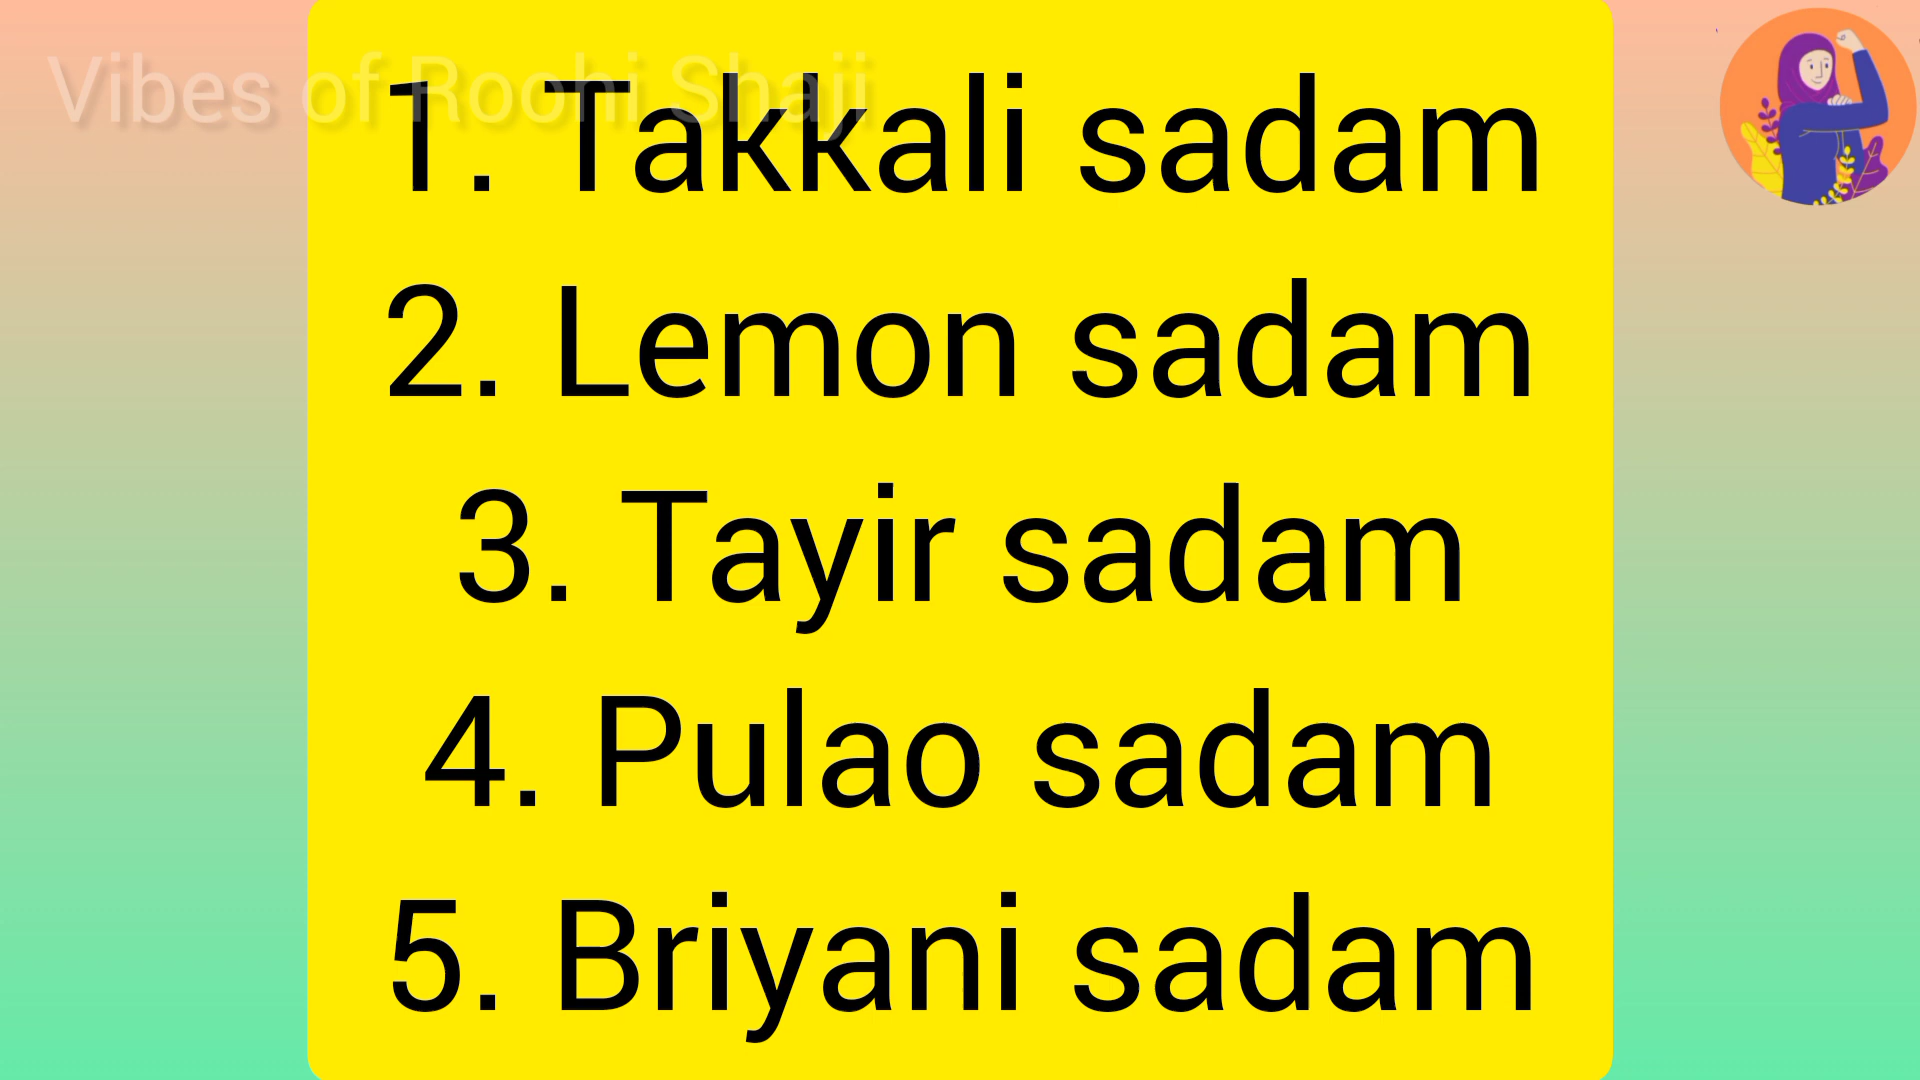 Vibes of Roohi Shaji
1. Takkali sadam
2. Lemon sadam
3. Tayir sadam
4. Pulao sadam
5. Briyani sadam